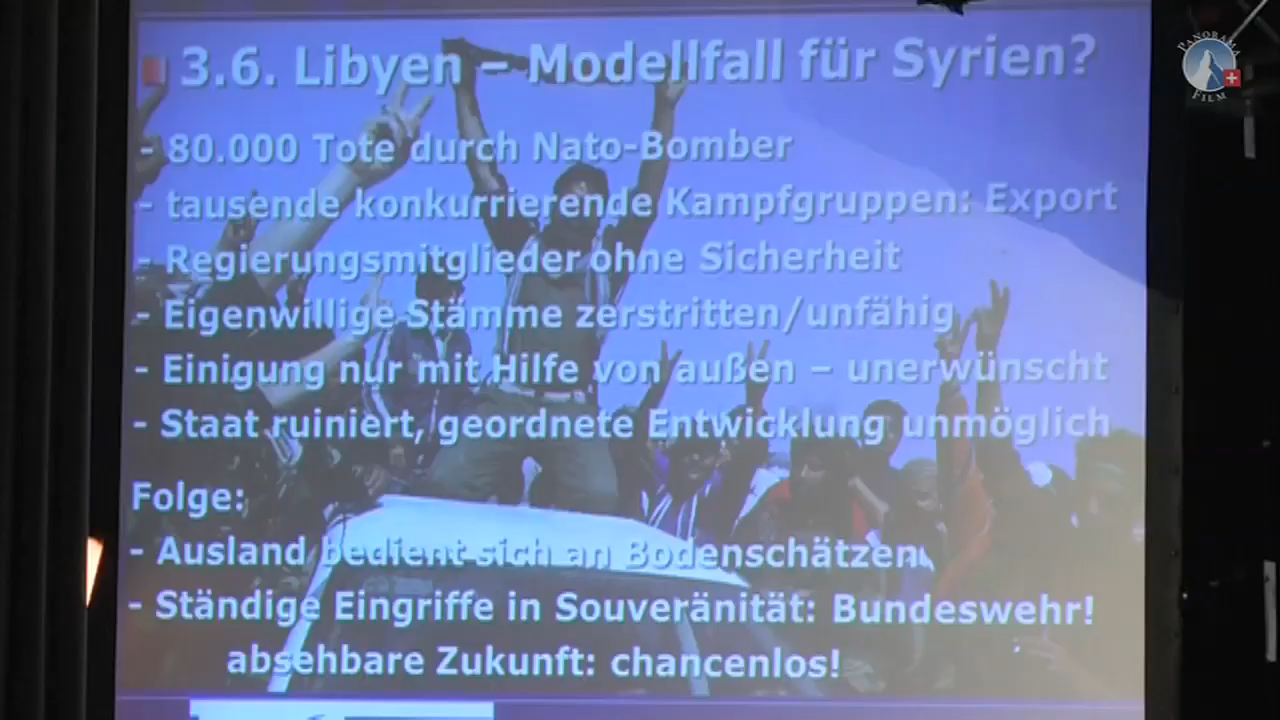 3.6. Libyen – Modellfall für Syrien?
- 80.000 Tote durch Nato-Bomber
- tausende konkurrierende Kampfgruppen: Export
- Regierungsmitglieder ohne Sicherheit
- Eigenwillige Stämme zerstritten/unfähig
- Einigung nur mit Hilfe von außen – unerwünscht
- Staat ruiniert, geordnete Entwicklung unmöglich
Folge:
- Ausland bedient sich an Bodenschätzen
- Ständige Eingriffe in Souveränität: Bundeswehr!
absehbare Zukunft: chancenlos!
PANORAMA
FILM